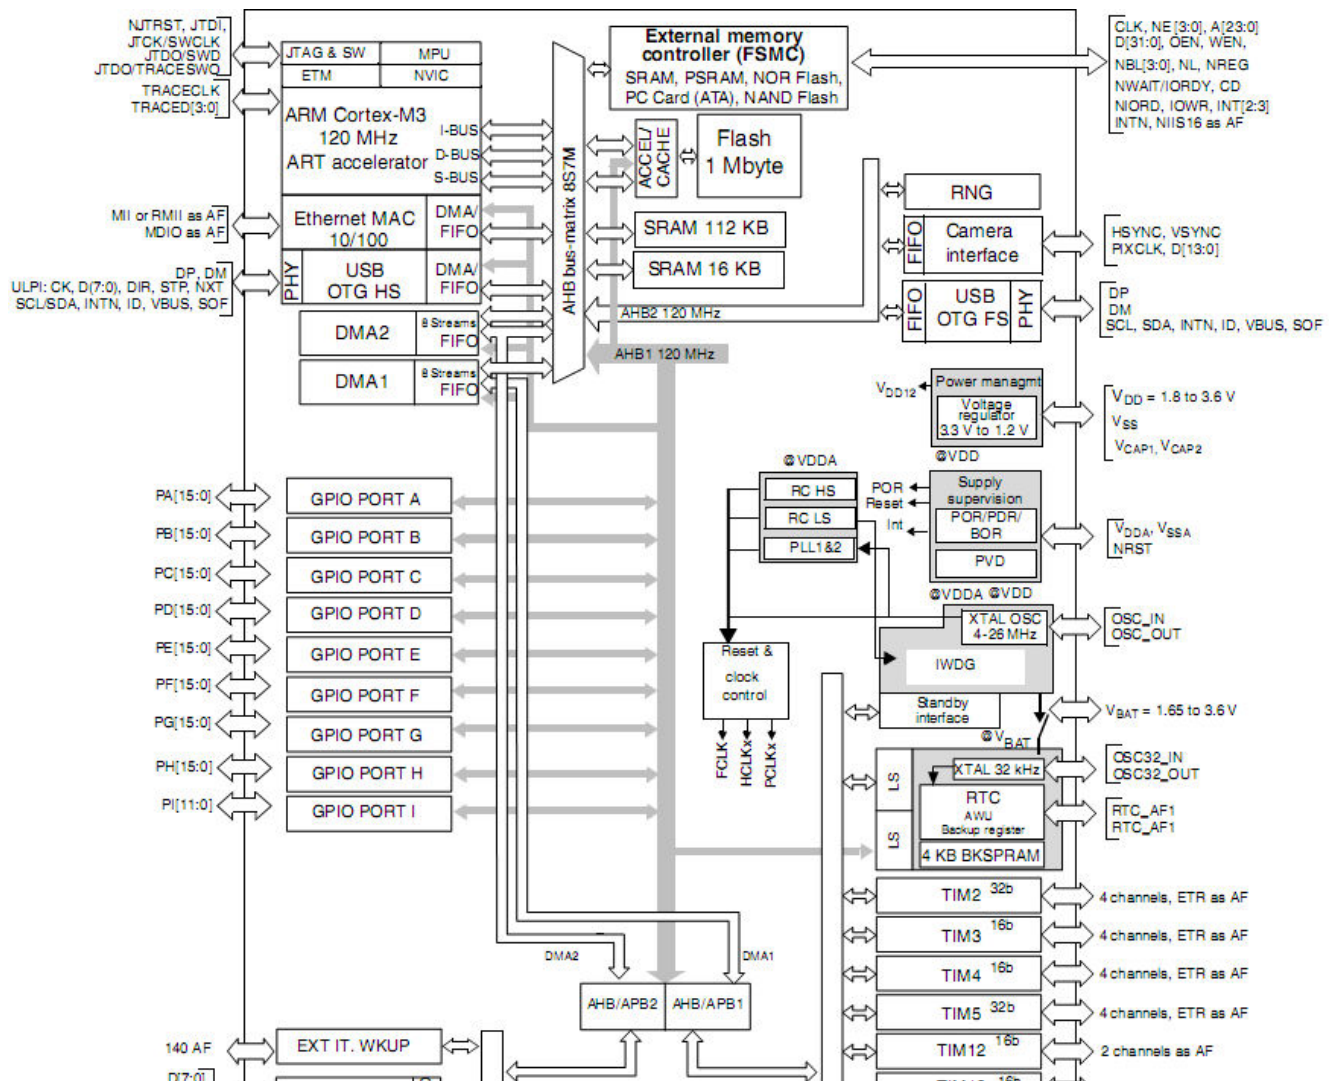 NJTRST, JTDI,
JTCK/SWCLK
JTDO/SWD
JTDO/TRACESWO
TRACECLK
TRACED[3:0]
MII or RMII as AF
MDIO as AF
DP, DM
ULPI: CK, D(7:0), DIR, STP, NXT
SCL/SDA, INTN, ID, VBUS, SOF
JTAG & SW
MPU
ETM
NVIC
ARM Cortex-M3
120 MHz
ART accelerator
I-BUS
D-BUS
S-BUS
Ethernet MAC
10/100
DMA/
FIFO
PHY
USB
OTG HS
DMA/
FIFO
DMA2
8 Streams
FIFO
DMA1
8 Streams
FIFO
AHB bus-matrix 8S7M
External memory
controller (FSMC)
SRAM, PSRAM, NOR Flash,
PC Card (ATA), NAND Flash
ACCEL/
CACHE
Flash
1 Mbyte
SRAM 112 KB
SRAM 16 KB
AHB2 120 MHz
AHB1 120 MHz
CLK, NE[3:0], A[23:0]
D[31:0], OEN, WEN,
NBL[3:0], NL, NREG
NWAIT/IORDY, CD
NIORD, IOWR, INT[2:3]
INTN, NIIS16 as AF
RNG
FIFO
Camera
interface
HSYNC, VSYNC
PIXCLK, D[13:0]
FIFO
USB
OTG FS
PHY
DP
DM
SCL, SDA, INTN, ID, VBUS, SOF
VDD12
Power managmt
Voltage
regulator
3.3 V to 1.2 V
VDD = 1.8 to 3.6 V
VSS
VCAP1, VCAP2
@VDD
@VDDA
RC HS
RC LS
PLL1&2
POR
Reset
Int
Supply
supervision
POR/PDR/
BOR
PVD
VDDA, VSSA
NRST
@VDDA @VDD
XTAL OSC
4-26 MHz
OSC_IN
OSC_OUT
IWDG
Standby
interface
VBAT = 1.65 to 3.6 V
@VBAT
Reset &
clock
control
FCLK
HCLKx
PCLKx
LS
LS
XTAL 32 kHz
OSC32_IN
OSC32_OUT
RTC
AWU
Backup register
RTC_AF1
RTC_AF1
4 KB BKSPRAM
PA[15:0]
GPIO PORT A
PB[15:0]
GPIO PORT B
PC[15:0]
GPIO PORT C
PD[15:0]
GPIO PORT D
PE[15:0]
GPIO PORT E
PF[15:0]
GPIO PORT F
PG[15:0]
GPIO PORT G
PH[15:0]
GPIO PORT H
PI[11:0]
GPIO PORT I
TIM2 32b
4 channels, ETR as AF
TIM3 16b
4 channels, ETR as AF
TIM4 16b
4 channels, ETR as AF
TIM5 32b
4 channels, ETR as AF
TIM12 16b
2 channels as AF
DMA2
DMA1
AHB/APB2
AHB/APB1
140 AF
EXT IT. WKUP
D[7:0]
16b